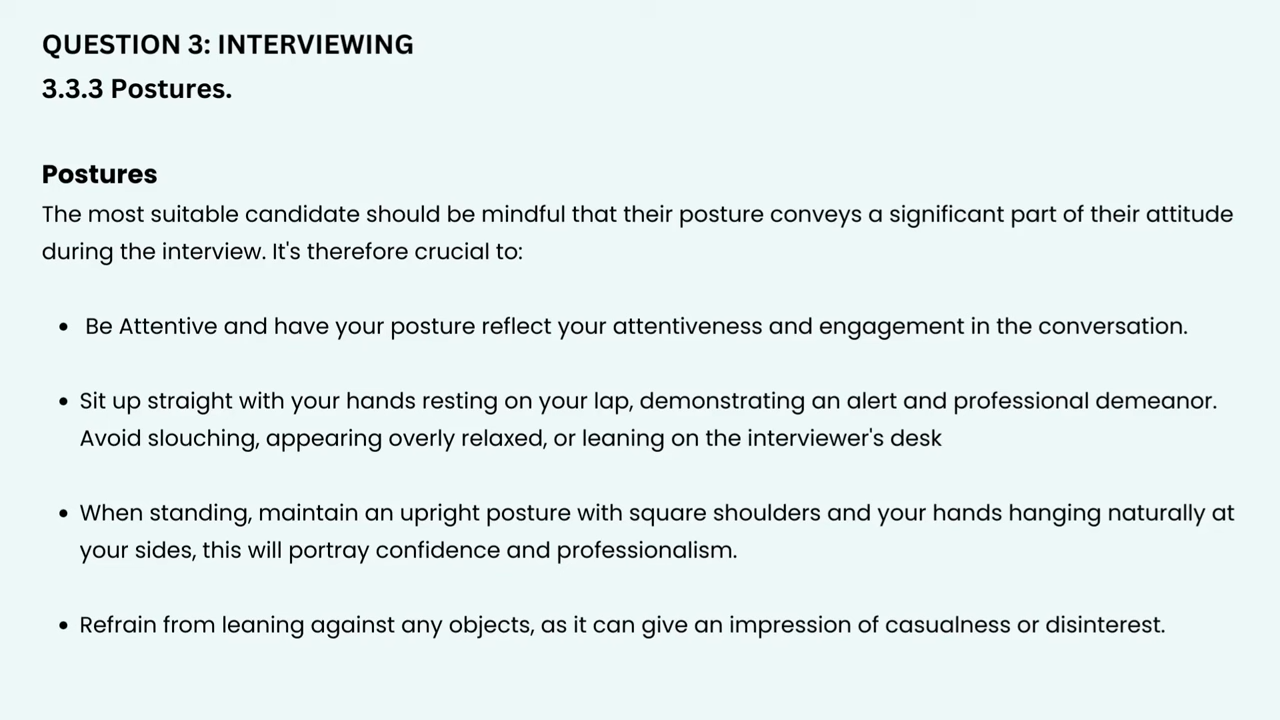 QUESTION 3: INTERVIEWING
3.3.3 Postures.
Postures
The most suitable candidate should be mindful that their posture conveys a significant part of their attitude
during the interview. It's therefore crucial to:
• Be Attentive and have your posture reflect your attentiveness and engagement in the conversation.
• Sit up straight with your hands resting on your lap, demonstrating an alert and professional demeanor.
Avoid slouching, appearing overly relaxed, or leaning on the interviewer's desk
• When standing, maintain an upright posture with square shoulders and your hands hanging naturally at
your sides, this will portray confidence and professionalism.
• Refrain from leaning against any objects, as it can give an impression of casualness or disinterest.